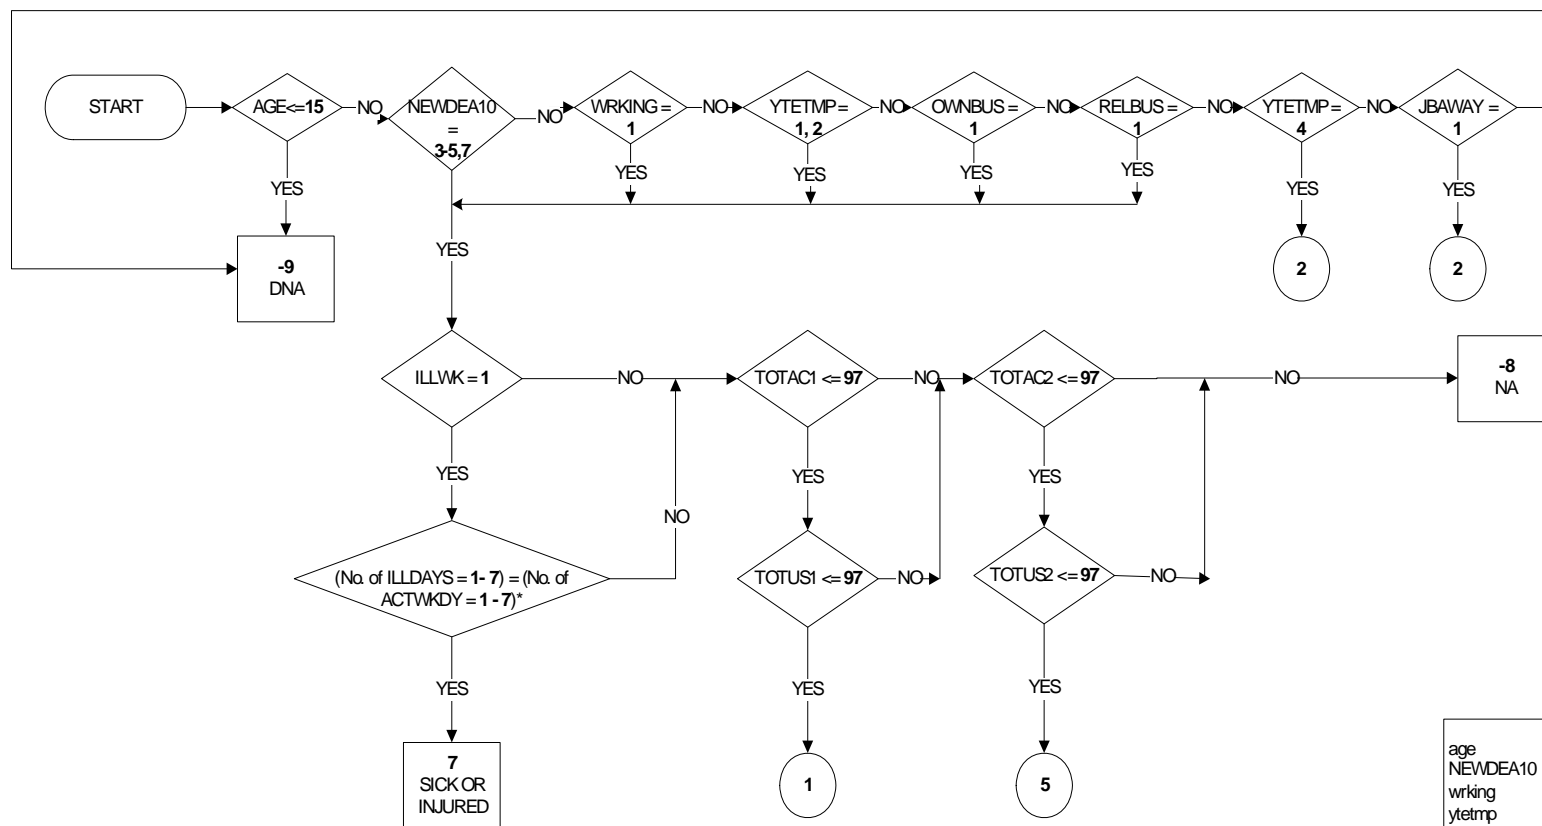 START
AGE<=15
NO
NEWDEA10
=
3-5,7
NO
WRKING =
1
NO
YTETMP=
1, 2
NO
OWNBUS =
1
NO
RELBUS =
1
NO
YTETMP =
4
NO
JBAWAY =
1
YES
YES
YES
YES
YES
YES
YES
YES
-9
DNA
2
2
ILLWK = 1
NO
TOTAC1 <= 97
NO
TOTAC2 <= 97
NO
-8
NA
YES
YES
YES
NO
(No. of ILLDAYS = 1- 7) = (No. of
ACTWKDY = 1 - 7)*
TOTUS1 <= 97
NO
TOTUS2 <= 97
NO
YES
YES
YES
7
SICK OR
INJURED
1
5
age
NEWDEA10
wrking
ytetmp